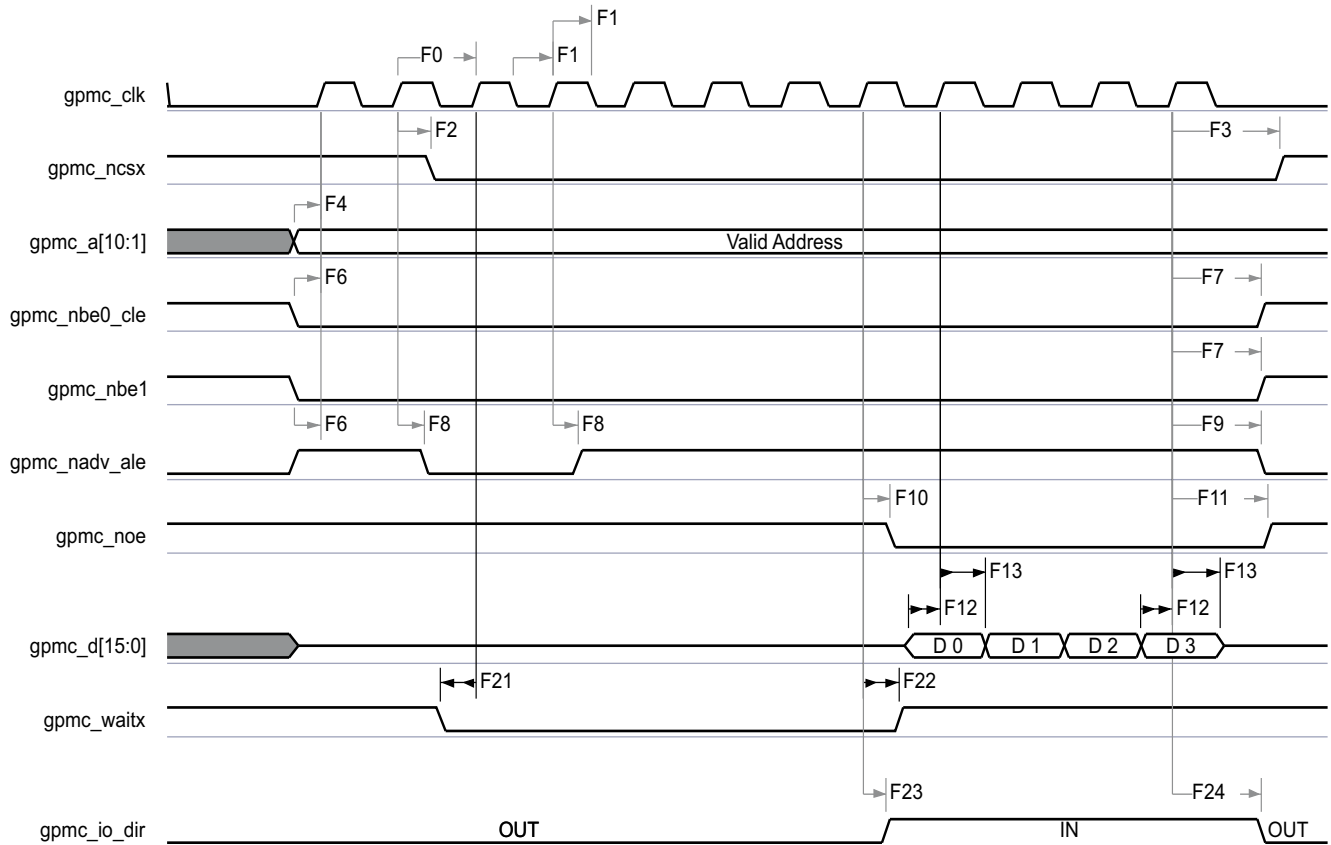 F1
F0 F1
gpmc_clk
F2 F3
gpmc_ncsx
F4
gpmc_a[10:1] Valid Address
F6 F7
gpmc_nbe0_cle
F7
gpmc_nbe1
F6 F8 F8 F9
gpmc_nadv_ale
F10 F11
gpmc_noe
F13 F13
F12 F12
gpmc_d[15:0] D 0 D 1 D 2 D 3
F21 F22
gpmc_waitx
F23 F24
gpmc_io_dir OUT IN OUT